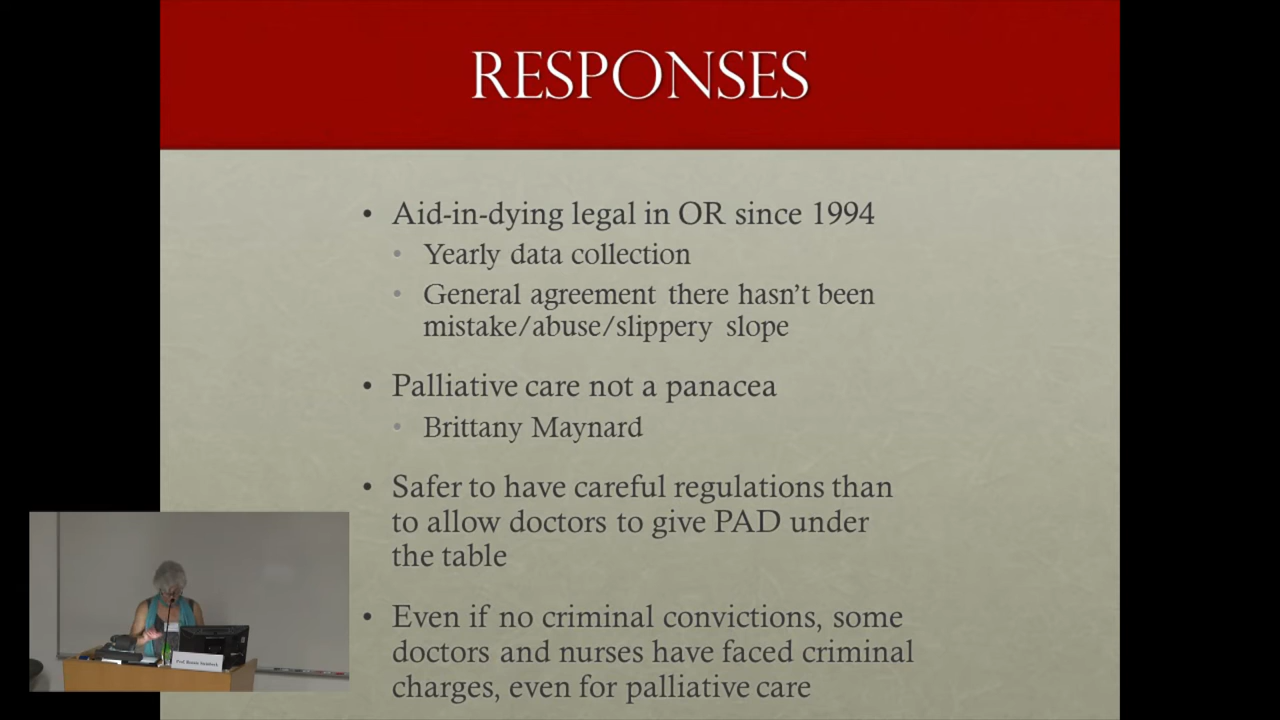 RESPONSES
• Aid-in-dying legal in OR since 1994
• Yearly data collection
• General agreement there hasn't been
mistake/abuse/slippery slope
• Palliative care not a panacea
• Brittany Maynard
• Safer to have careful regulations than
to allow doctors to give PAD under
the table
• Even if no criminal convictions, some
doctors and nurses have faced criminal
charges, even for palliative care
Prof. Bonnie Steinbock